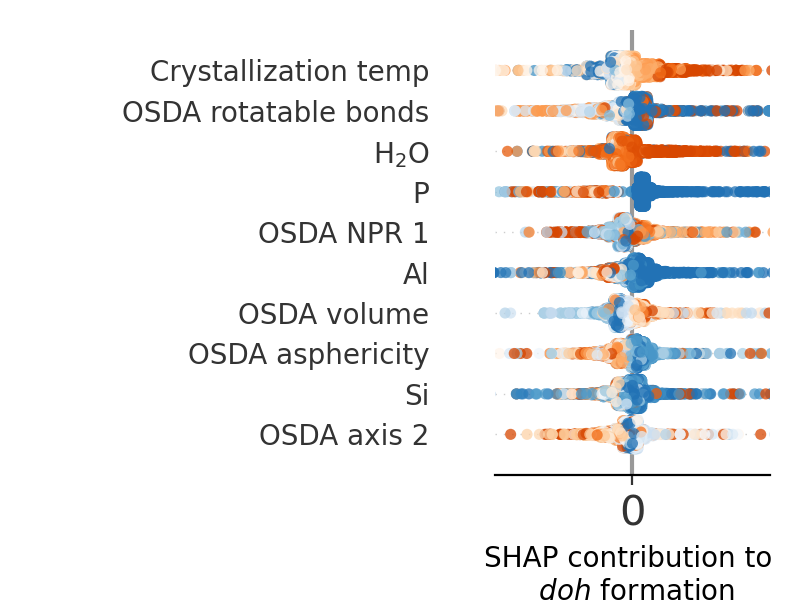 Crystallization temp
OSDA rotatable bonds
H₂O
P
OSDA NPR 1
Al
OSDA volume
OSDA asphericity
Si
OSDA axis 2
0
SHAP contribution to
doh formation